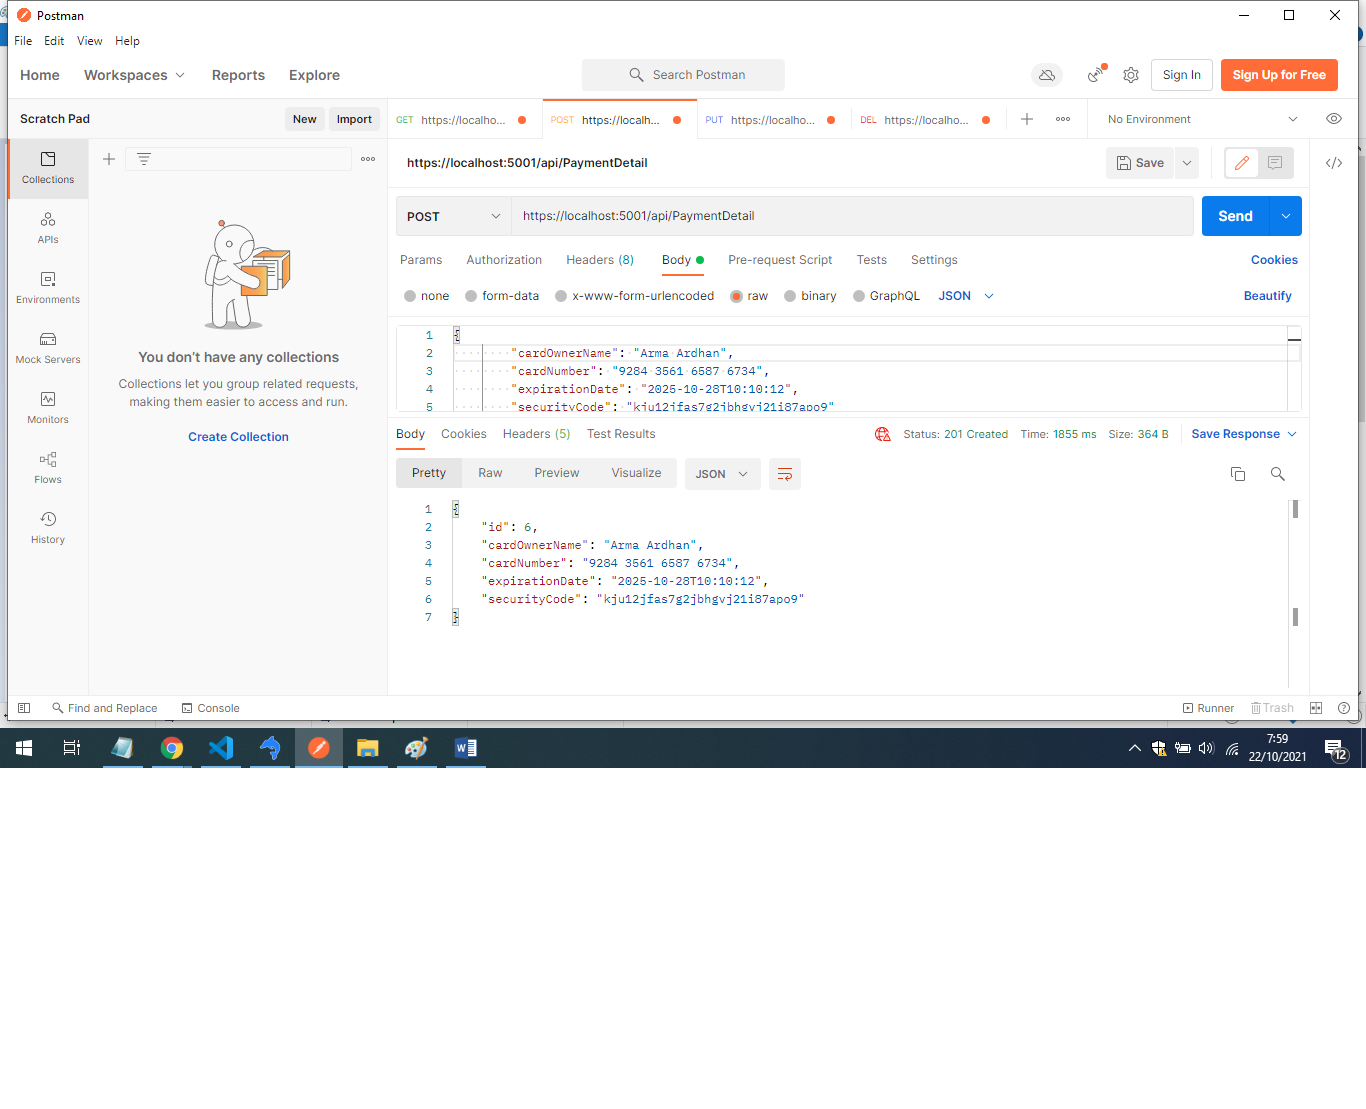 Postman
File Edit View Help
Home Workspaces Reports Explore Search Postman Sign In Sign Up for Free
Scratch Pad New Import GET https://localho... POST https://localh... PUT https://localho... DEL https://localho... No Environment
https://localhost:5001/api/PaymentDetail Save
POST https://localhost:5001/api/PaymentDetail Send
Params Authorization Headers (8) Body Pre-request Script Tests Settings Cookies
none form-data x-www-form-urlencoded raw binary GraphQL JSON Beautify
1 {
2 "cardOwnerName": "Arma Ardhan",
3 "cardNumber": "9284 3561 6587 6734",
4 "expirationDate": "2025-10-28T10:10:12",
5 "securityCode": "kju12jfas7g2jbhgvj21i87apo9"
Body Cookies Headers (5) Test Results Status: 201 Created Time: 1855 ms Size: 364 B Save Response
Pretty Raw Preview Visualize JSON
1 {
2 "id": 6,
3 "cardOwnerName": "Arma Ardhan",
4 "cardNumber": "9284 3561 6587 6734",
5 "expirationDate": "2025-10-28T10:10:12",
6 "securityCode": "kju12jfas7g2jbhgvj21i87apo9"
7 }
Collections
APIs
Environments
Mock Servers
Monitors
Flows
History
You don't have any collections
Collections let you group related requests,
making them easier to access and run.
Create Collection
Find and Replace Console Runner Trash
7:59
22/10/2021
12